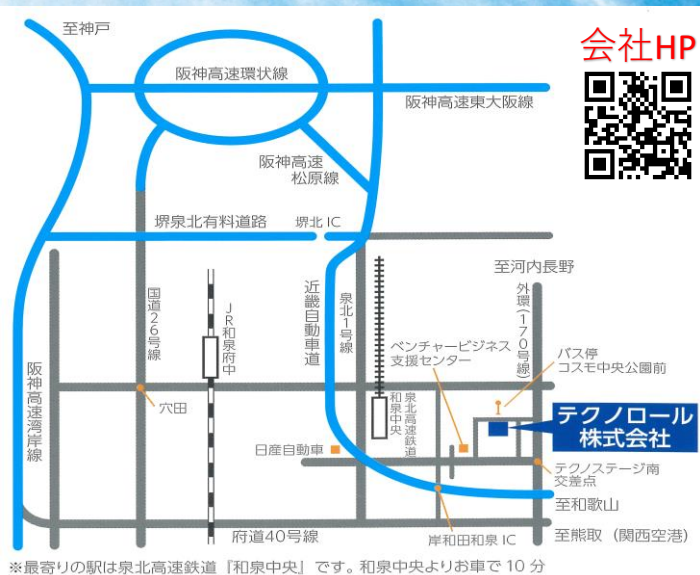 至神戸
会社HP
阪神高速環状線
阪神高速東大阪線
阪神高速
松原線
堺泉北有料道路
堺北 IC
至河内長野
国道26号線
JR和泉府中
近畿自動車道
泉北1号線
外環(170号線)
ベンチャービジネス
支援センター
バス停
コスモ中央公園前
阪神高速湾岸線
穴田
泉北高速鉄道
和泉中央
テクノロール
株式会社
日産自動車
テクノステージ南
交差点
至和歌山
府道40号線
岸和田和泉 IC
至熊取（関西空港）
※最寄りの駅は泉北高速鉄道『和泉中央』です。和泉中央よりお車で 10 分